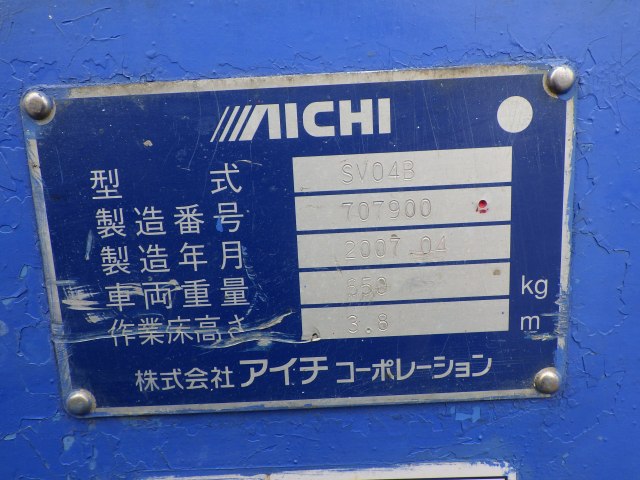 AICHI
型式 SV04B
製造番号 707900
製造年月 2007.04
車両重量 650 kg
作業床高さ 3.8 m
株式会社 アイチ コーポレーション